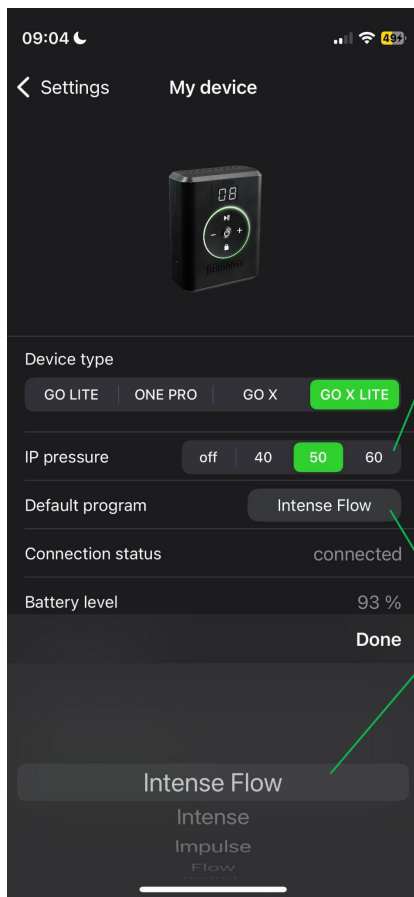 09:04
49
Settings My device
08
Device type
GO LITE ONE PRO GO X GO X LITE
IP pressure off 40 50 60
Default program Intense Flow
Connection status connected
Battery level 93 %
Done
Intense Flow
Intense
Impulse
Flow